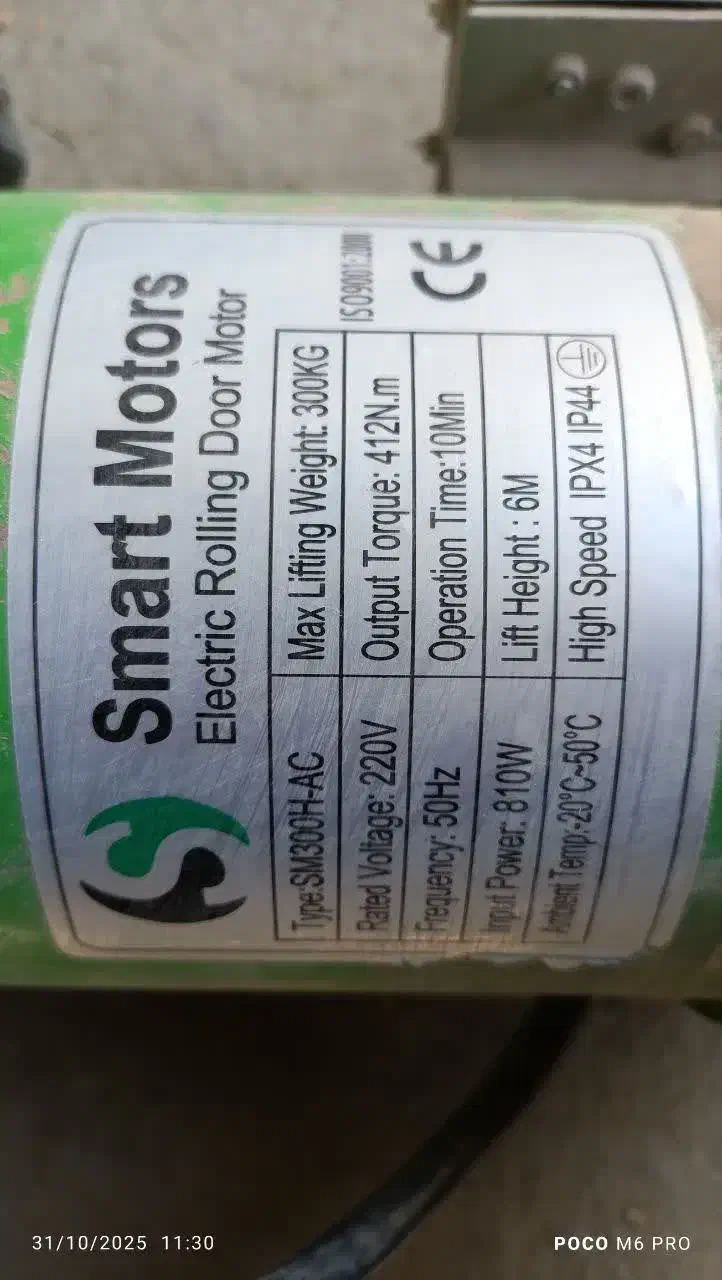 Smart Motors
Electric Rolling Door Motor
ISO9001:2000
CE
Type:SM300H-AC Max Lifting Weight: 300KG
Rated Voltage: 220V Output Torque: 412N.m
Frequency: 50Hz Operation Time:10Min
Input Power: 810W Lift Height : 6M
Ambient Temp:-20°C~50°C High Speed IPX4 IP44
31/10/2025 11:30
POCO M6 PRO